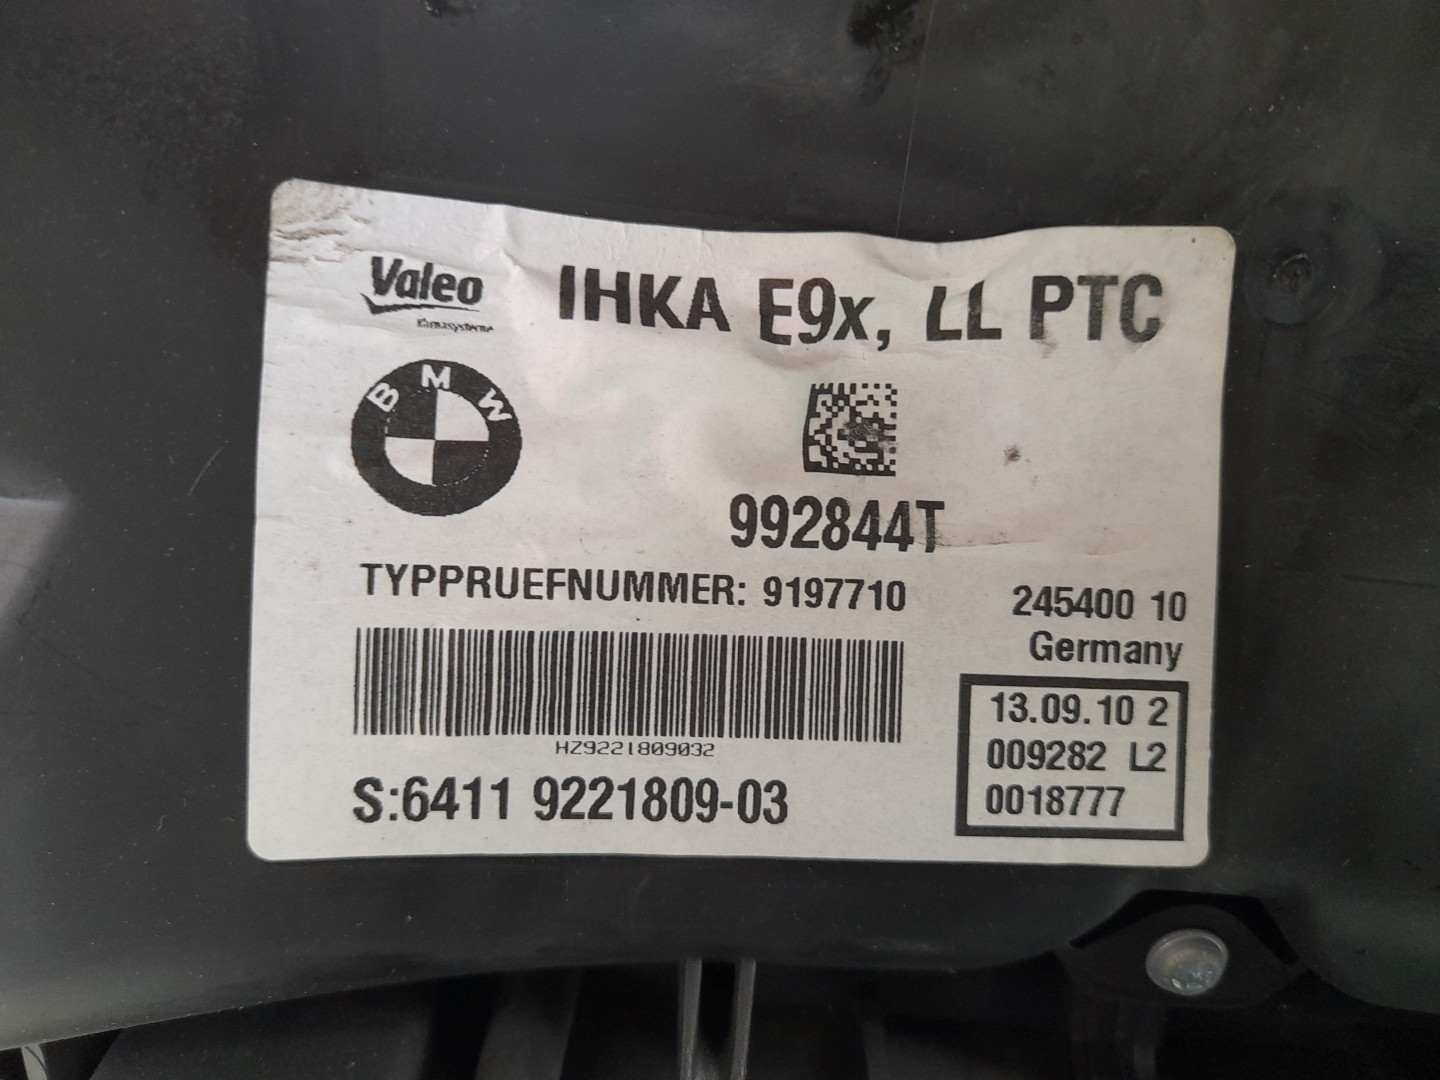 Valeo
Klimasysteme
IHKA E9x, LL PTC
BMW
992844T
TYPPRUEFNUMMER: 9197710
245400 10
Germany
HZ9221809032
13.09.10 2
009282 L2
0018777
S:6411 9221809-03